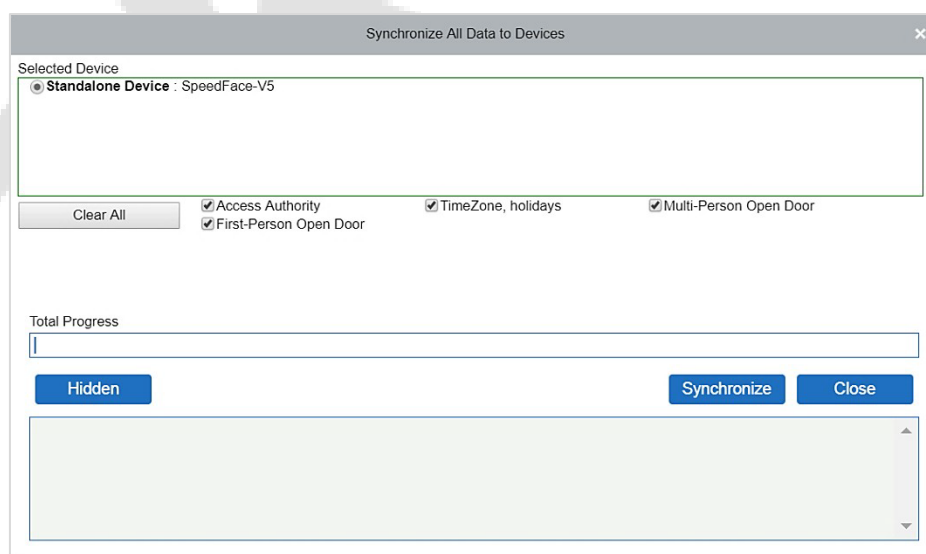 Synchronize All Data to Devices
Selected Device
Standalone Device : SpeedFace-V5
Clear All
Access Authority TimeZone, holidays Multi-Person Open Door
First-Person Open Door
Total Progress
Hidden Synchronize Close